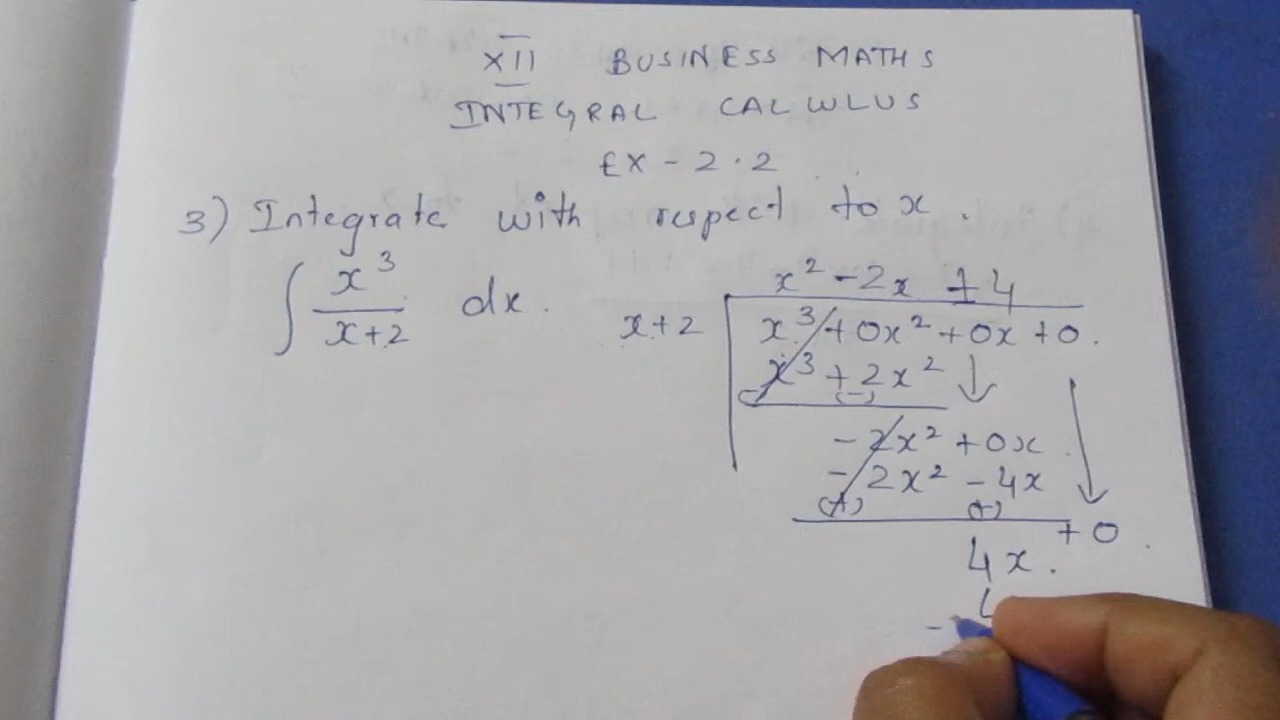 XII BUSINESS MATHS
INTEGRAL CALCULUS
EX - 2.2
3) Integrate with respect to x.
∫ x³/(x+2) dx.
x² - 2x + 4
x+2 | x³ + 0x² + 0x + 0.
x³ + 2x²
(-) (-)
- 2x² + 0x
- 2x² - 4x
(+) (+)
4x + 0.